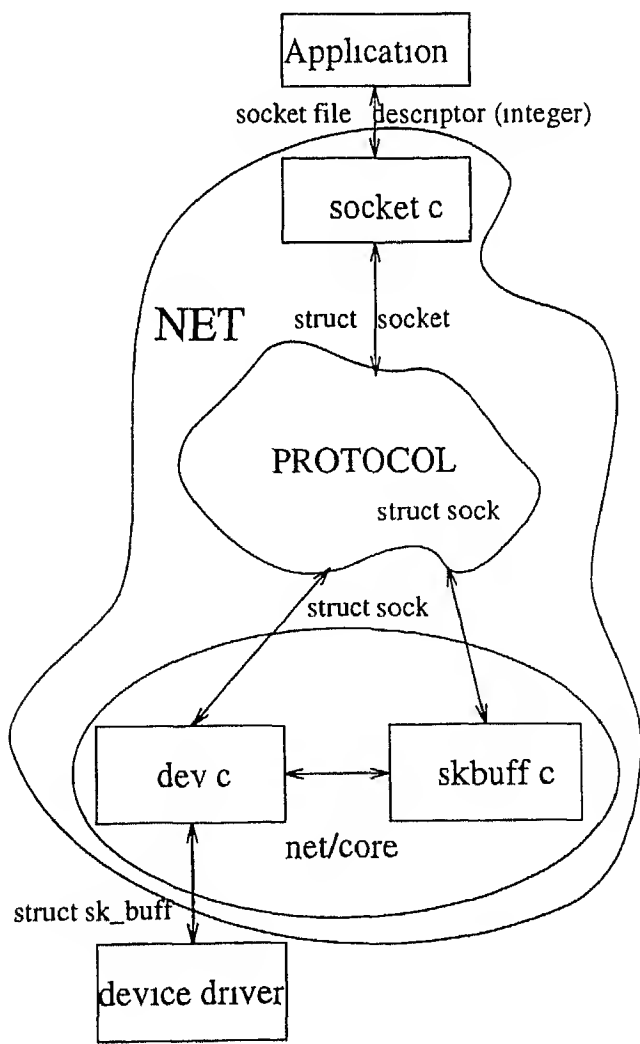 Application
socket file descriptor (integer)
socket c
struct socket
NET
PROTOCOL
struct sock
struct sock
dev c
skbuff c
net/core
struct sk_buff
device driver